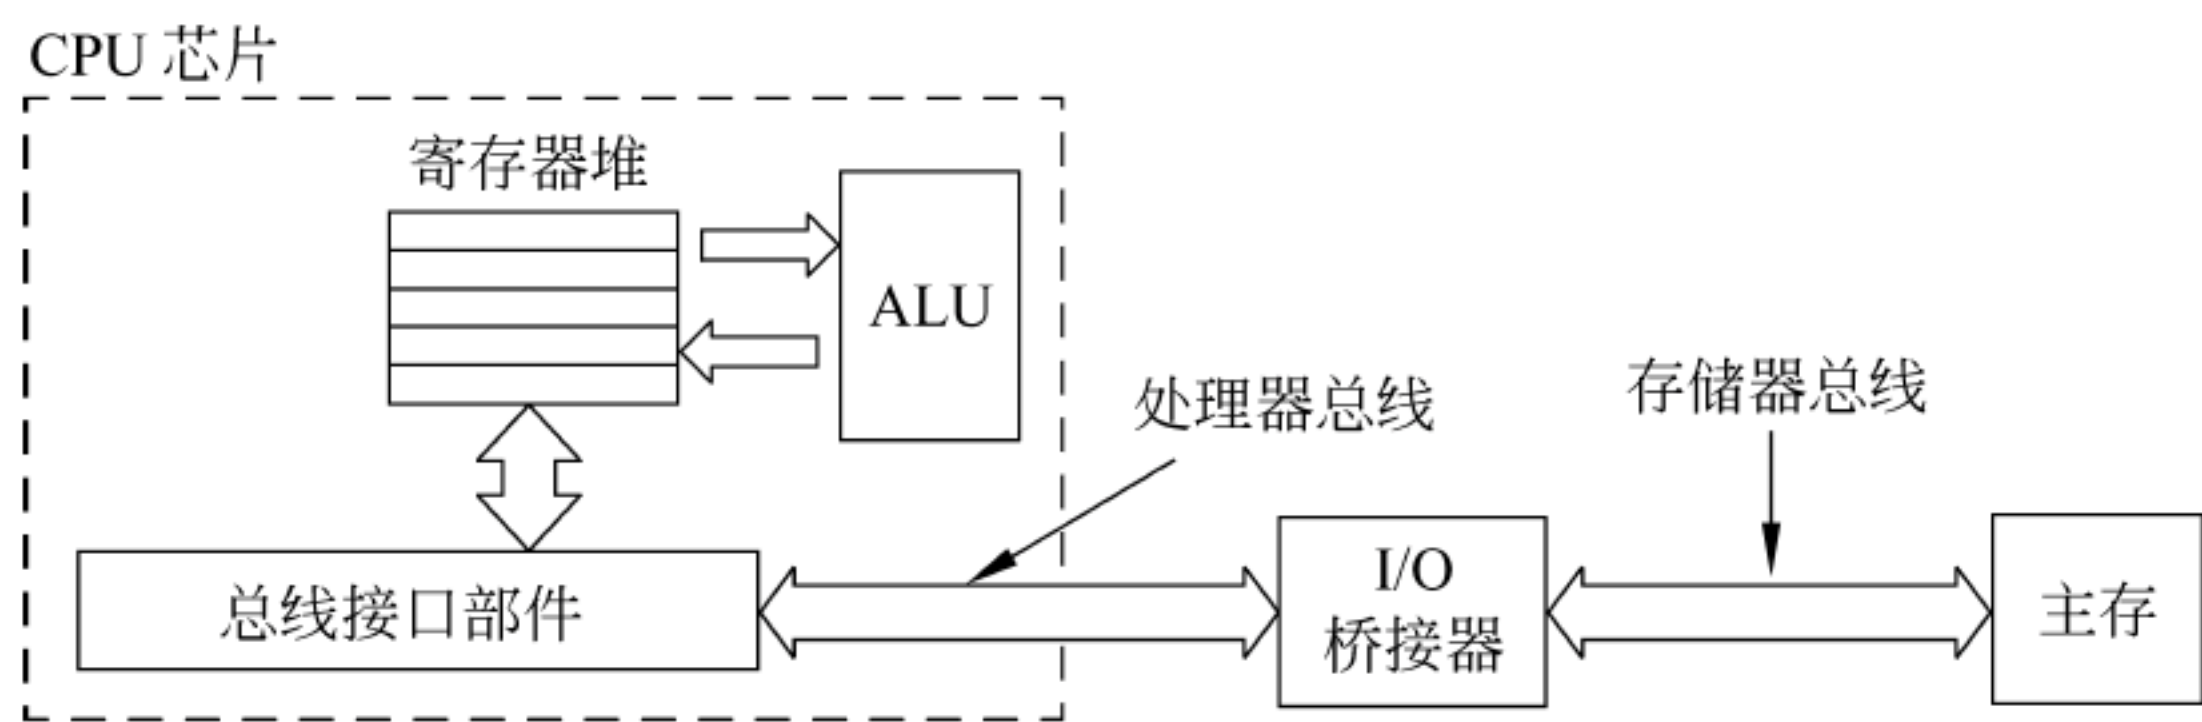 CPU 芯片
寄存器堆
ALU
处理器总线
存储器总线
总线接口部件
I/O
桥接器
主存